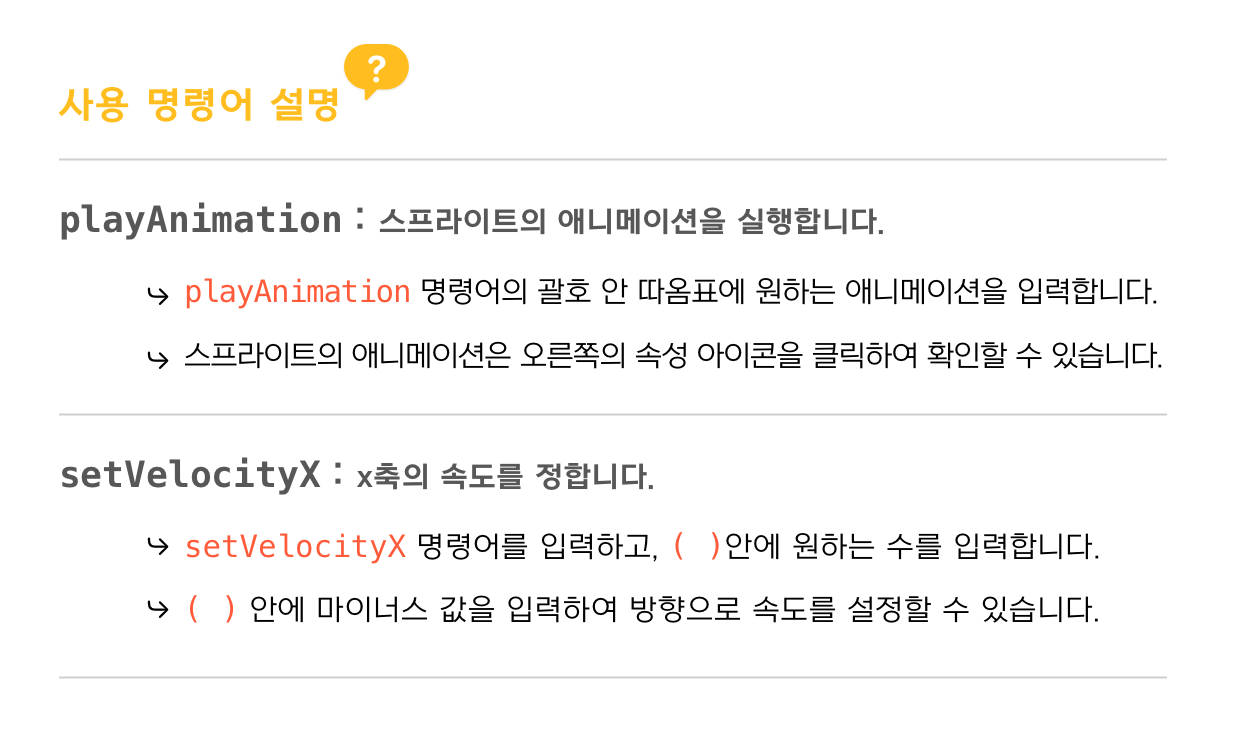 사용 명령어 설명 ?
playAnimation : 스프라이트의 애니메이션을 실행합니다.
↪ playAnimation 명령어의 괄호 안 따옴표에 원하는 애니메이션을 입력합니다.
↪ 스프라이트의 애니메이션은 오른쪽의 속성 아이콘을 클릭하여 확인할 수 있습니다.
setVelocityX : x축의 속도를 정합니다.
↪ setVelocityX 명령어를 입력하고, ( )안에 원하는 수를 입력합니다.
↪ ( ) 안에 마이너스 값을 입력하여 방향으로 속도를 설정할 수 있습니다.